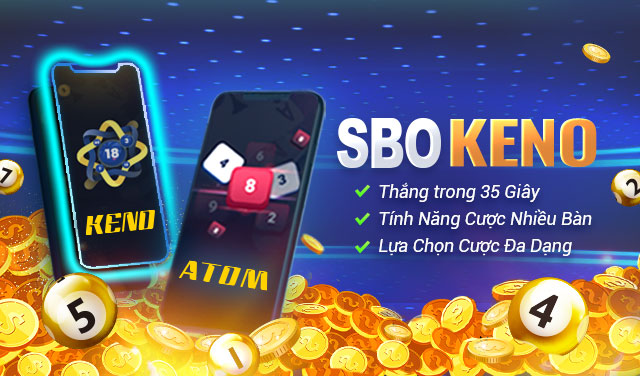 SBO KENO
Thắng trong 35 Giây
Tính Năng Cược Nhiều Bàn
Lựa Chọn Cược Đa Dạng
18
KENO
4
8
3
9
2
ATOM
7
2
5
1
4